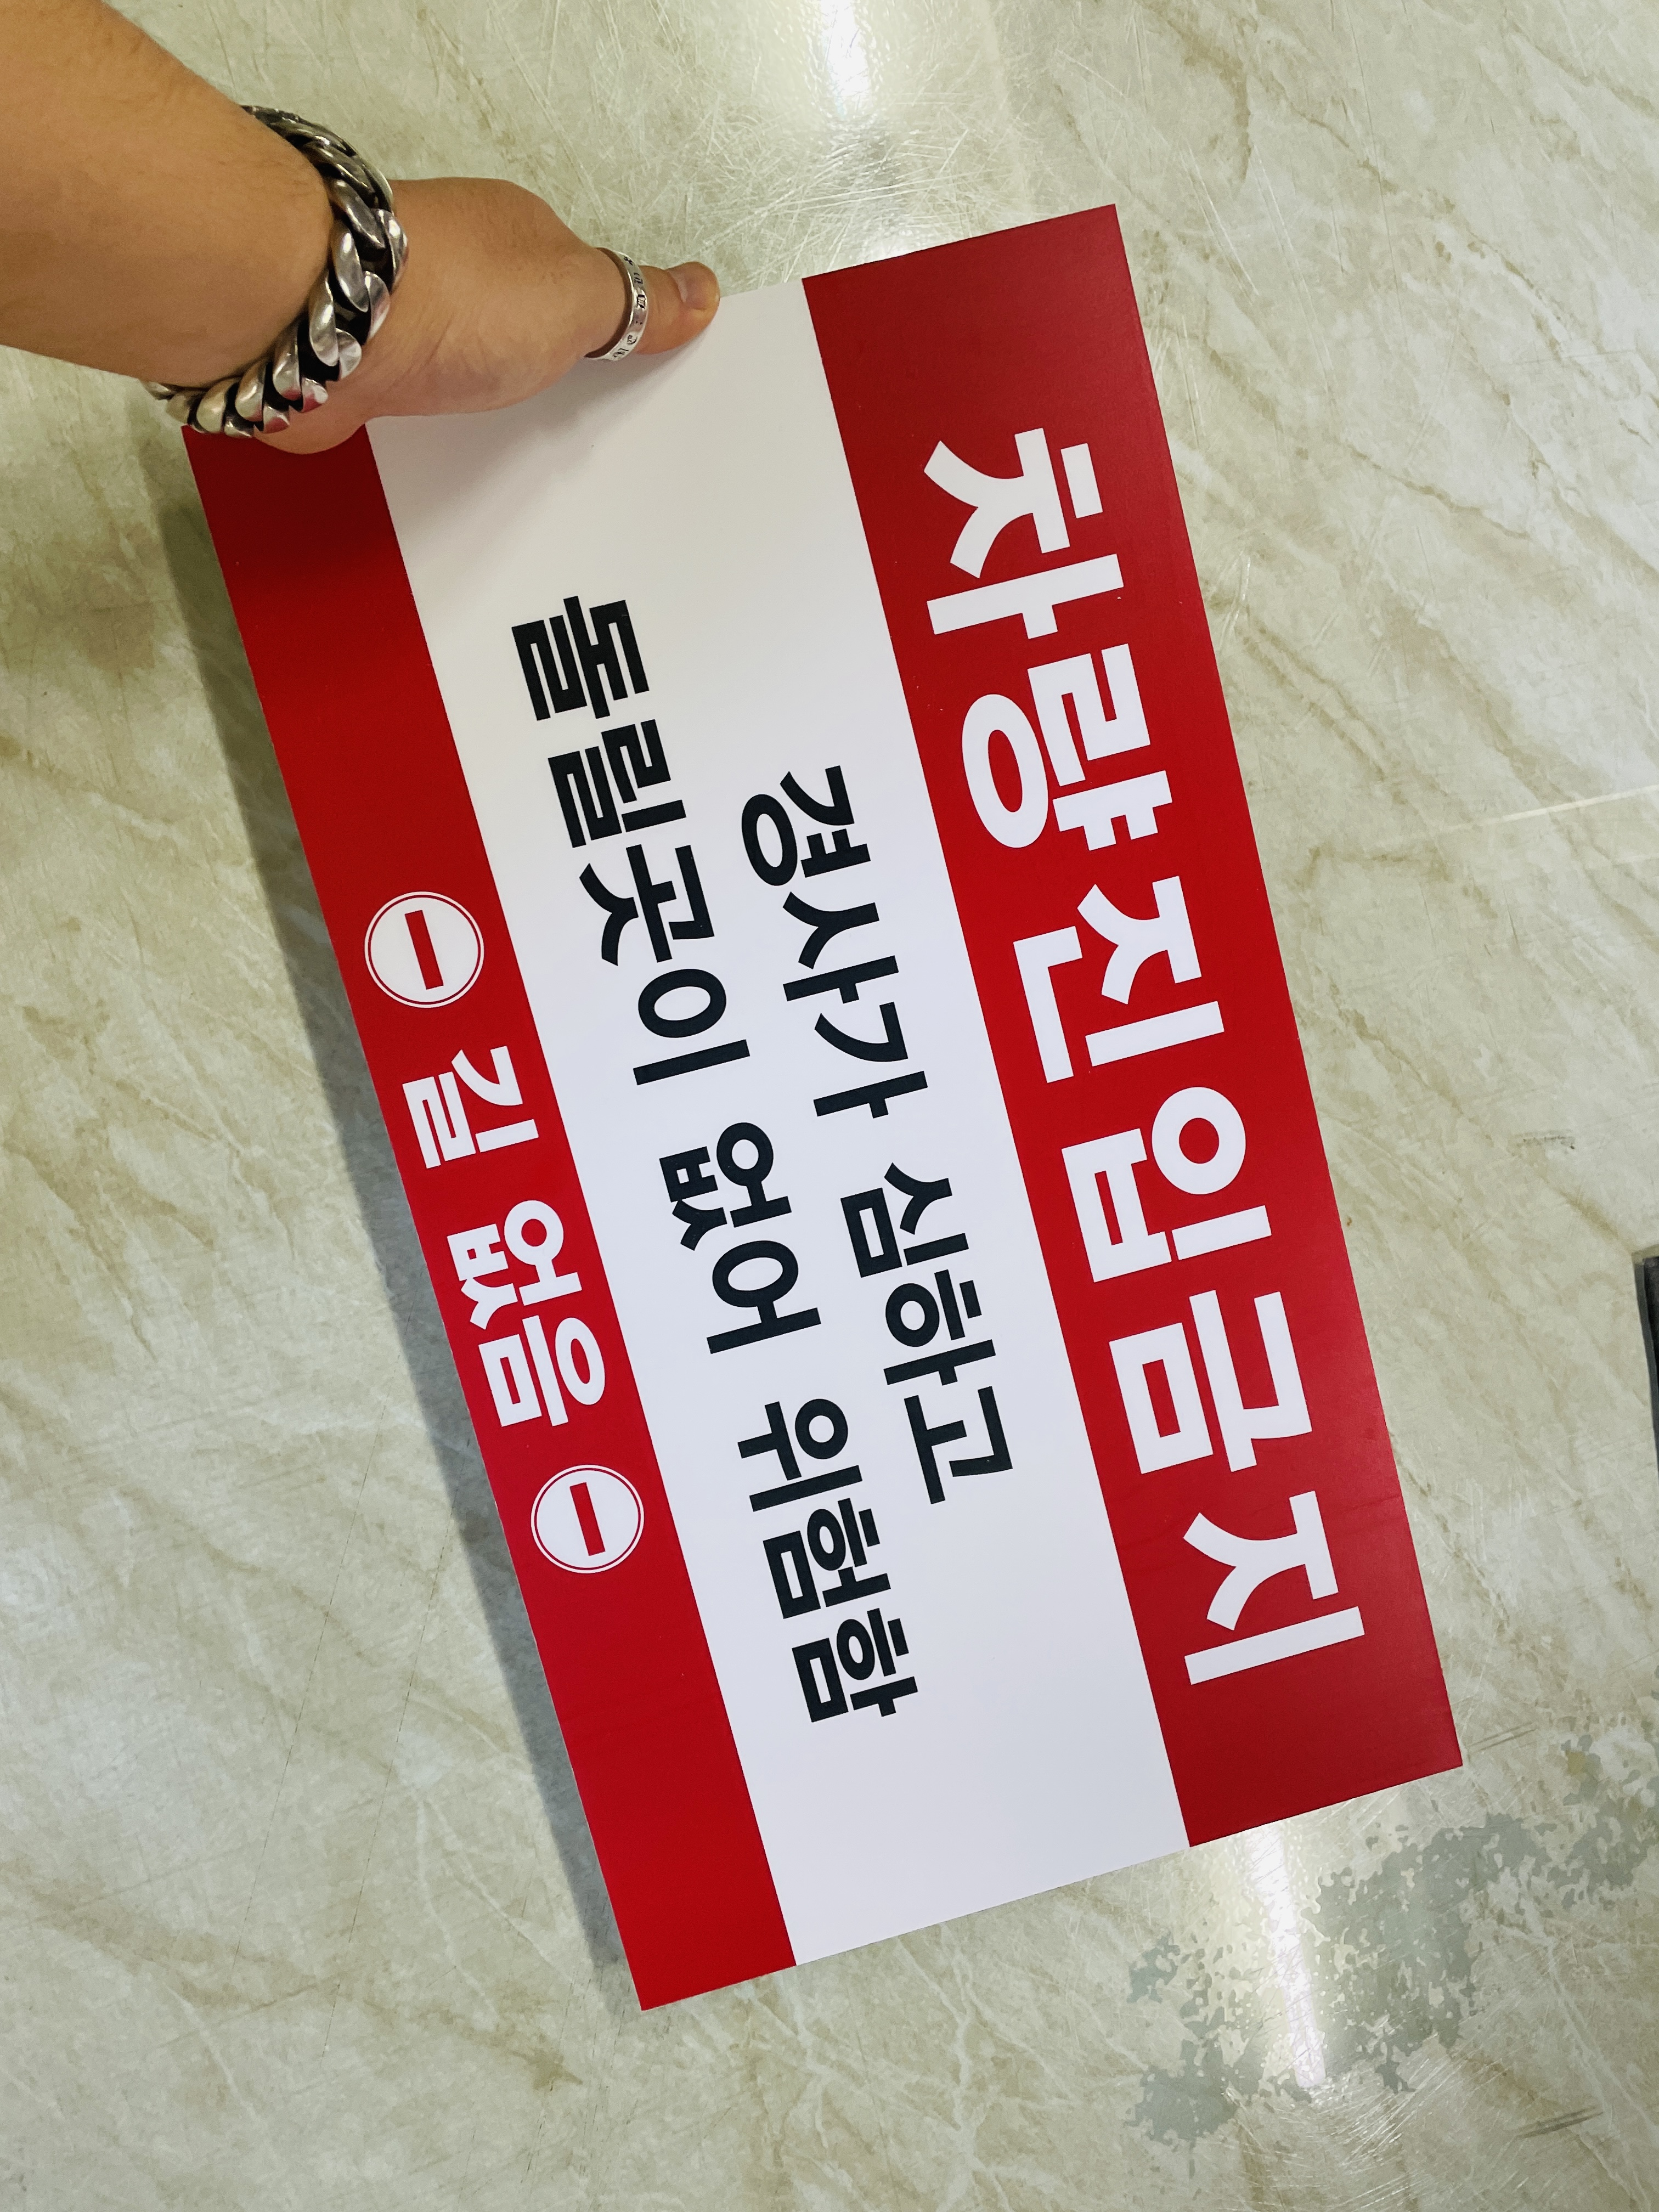 차량진입금지
경사가 심하고
돌릴곳이 없어 위험함
길 없음